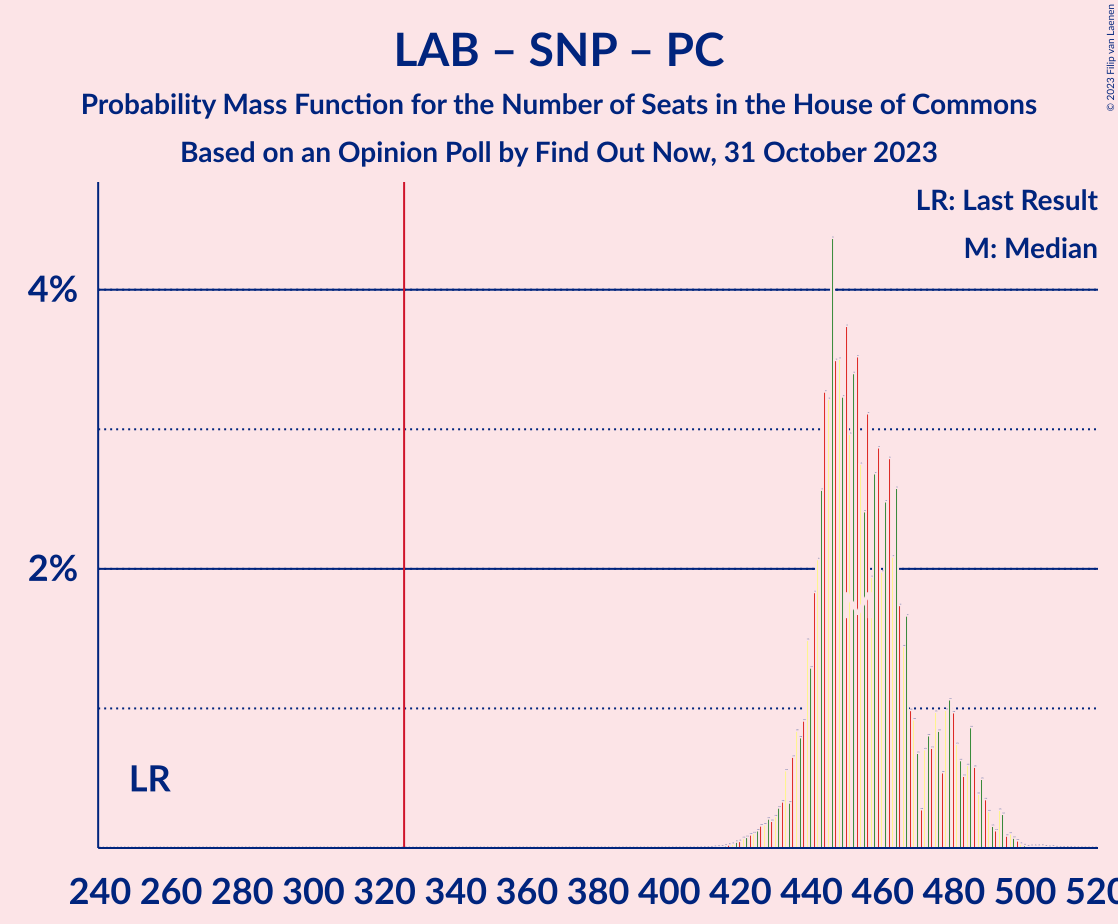 LAB – SNP – PC
Probability Mass Function for the Number of Seats in the House of Commons
Based on an Opinion Poll by Find Out Now, 31 October 2023
© 2023 Filip van Laenen
LR: Last Result
M: Median
4%
2%
LR
240 260 280 300 320 340 360 380 400 420 440 460 480 500 520